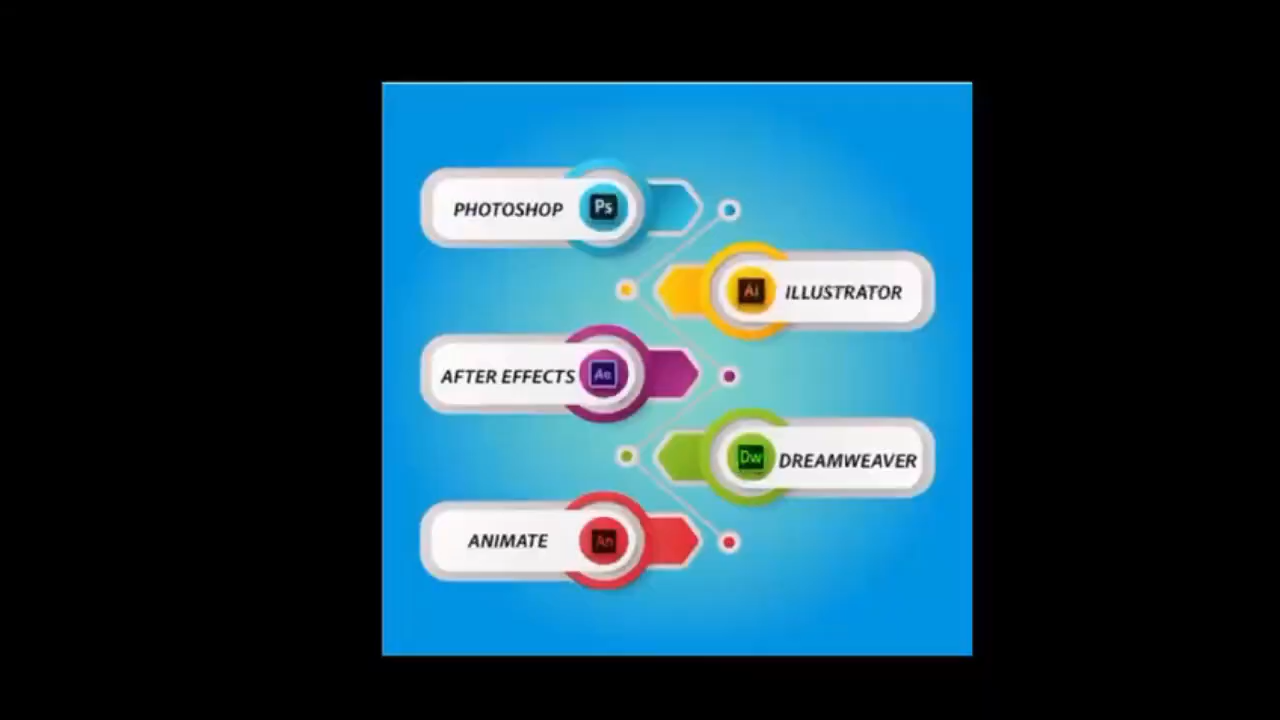 PHOTOSHOP Ps
Ai ILLUSTRATOR
AFTER EFFECTS Ae
Dw DREAMWEAVER
ANIMATE An